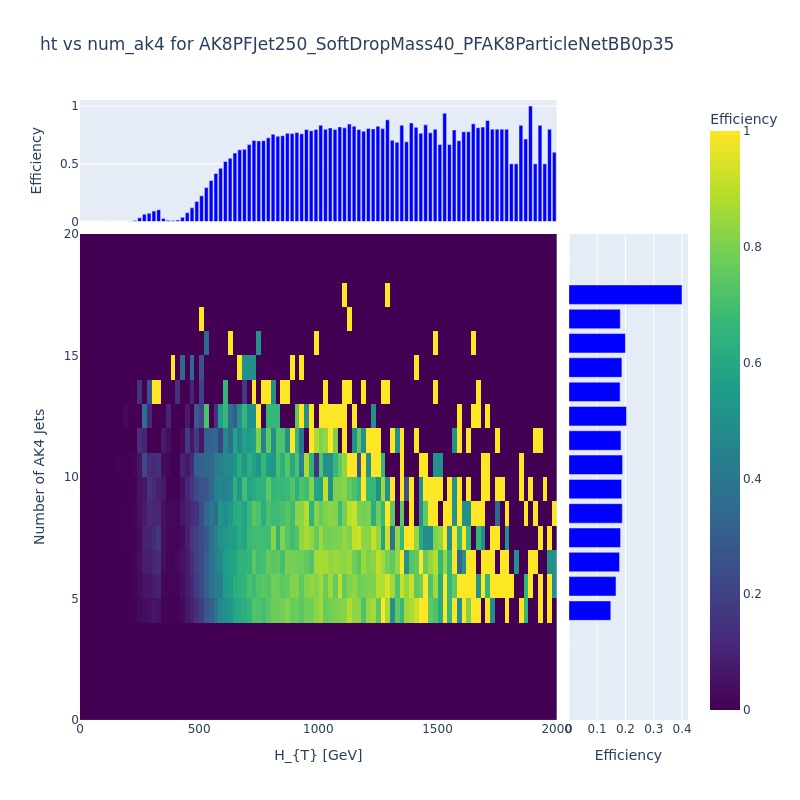 ht vs num_ak4 for AK8PFJet250_SoftDropMass40_PFAK8ParticleNetBB0p35
Efficiency
1
0.5
0
Efficiency
1
0.8
0.6
0.4
0.2
0
Number of AK4 Jets
20
15
10
5
0
0 500 1000 1500 2000
H_{T} [GeV]
0 0.1 0.2 0.3 0.4
Efficiency